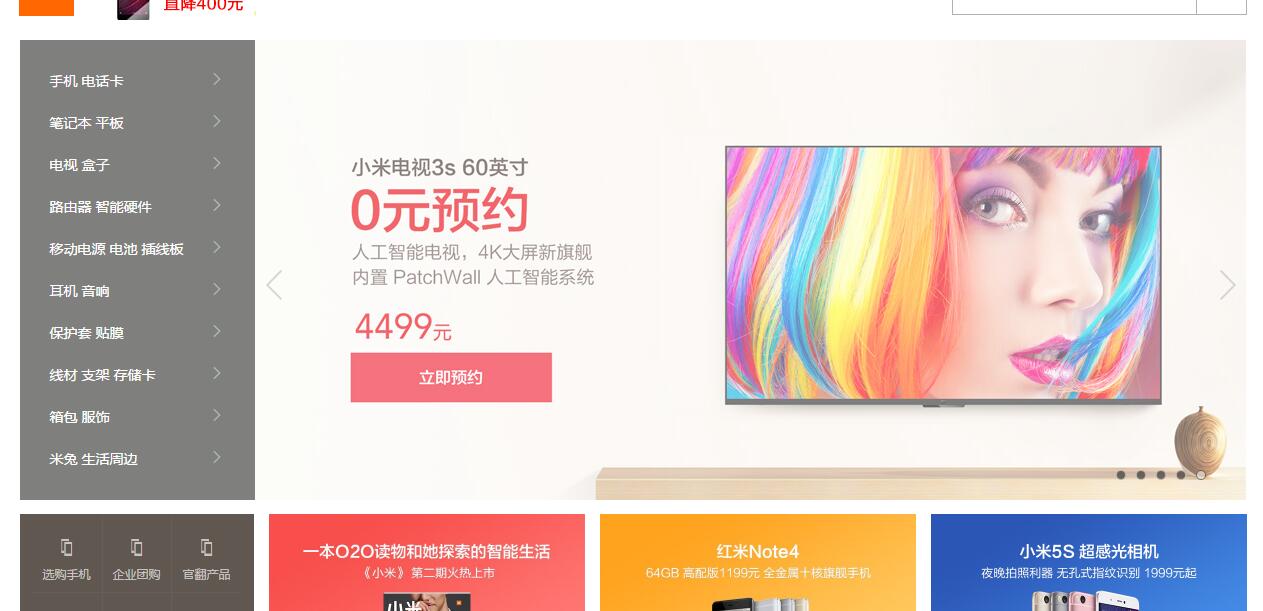 直降400元
手机 电话卡
笔记本 平板
电视 盒子
路由器 智能硬件
移动电源 电池 插线板
耳机 音响
保护套 贴膜
线材 支架 存储卡
箱包 服饰
米兔 生活周边
小米电视3s 60英寸
0元预约
人工智能电视，4K大屏新旗舰
内置 PatchWall 人工智能系统
4499元
立即预约
选购手机
企业团购
官翻产品
一本O2O读物和她探索的智能生活
《小米》第二期火热上市
小米
红米Note4
64GB 高配版1199元 全金属十核旗舰手机
小米5S 超感光相机
夜晚拍照利器 无孔式指纹识别 1999元起